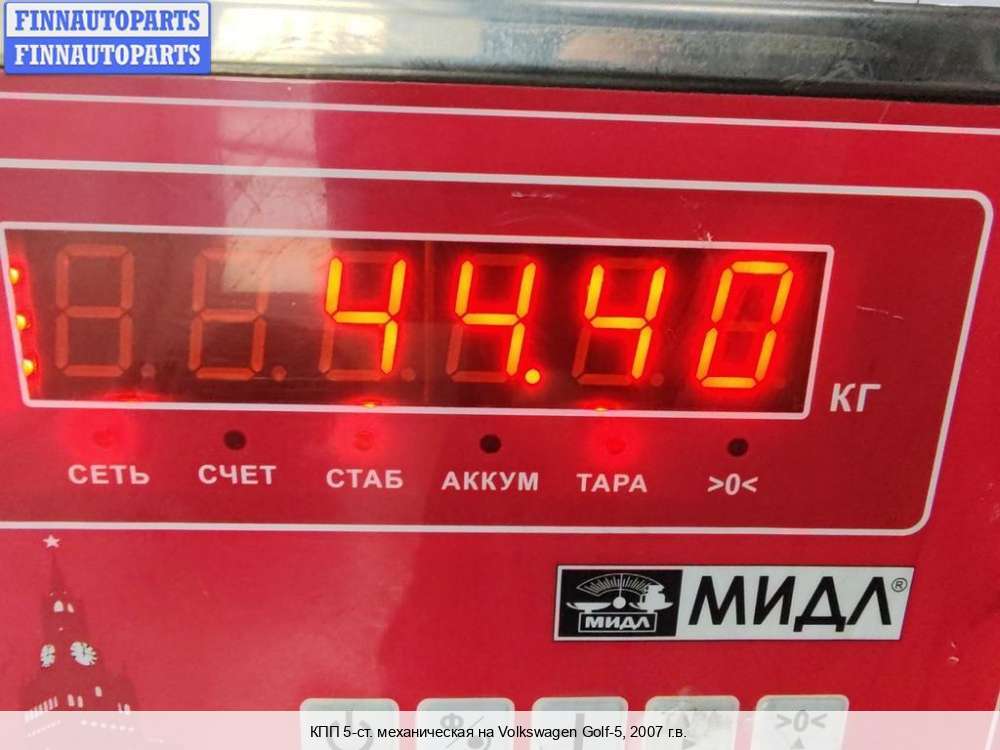 FINNAUTOPARTS
FINNAUTOPARTS
44.40
КГ
СЕТЬ СЧЕТ СТАБ АККУМ ТАРА >0<
МИДЛ МИДЛ®
>0<
КПП 5-ст. механическая на Volkswagen Golf-5, 2007 г.в.